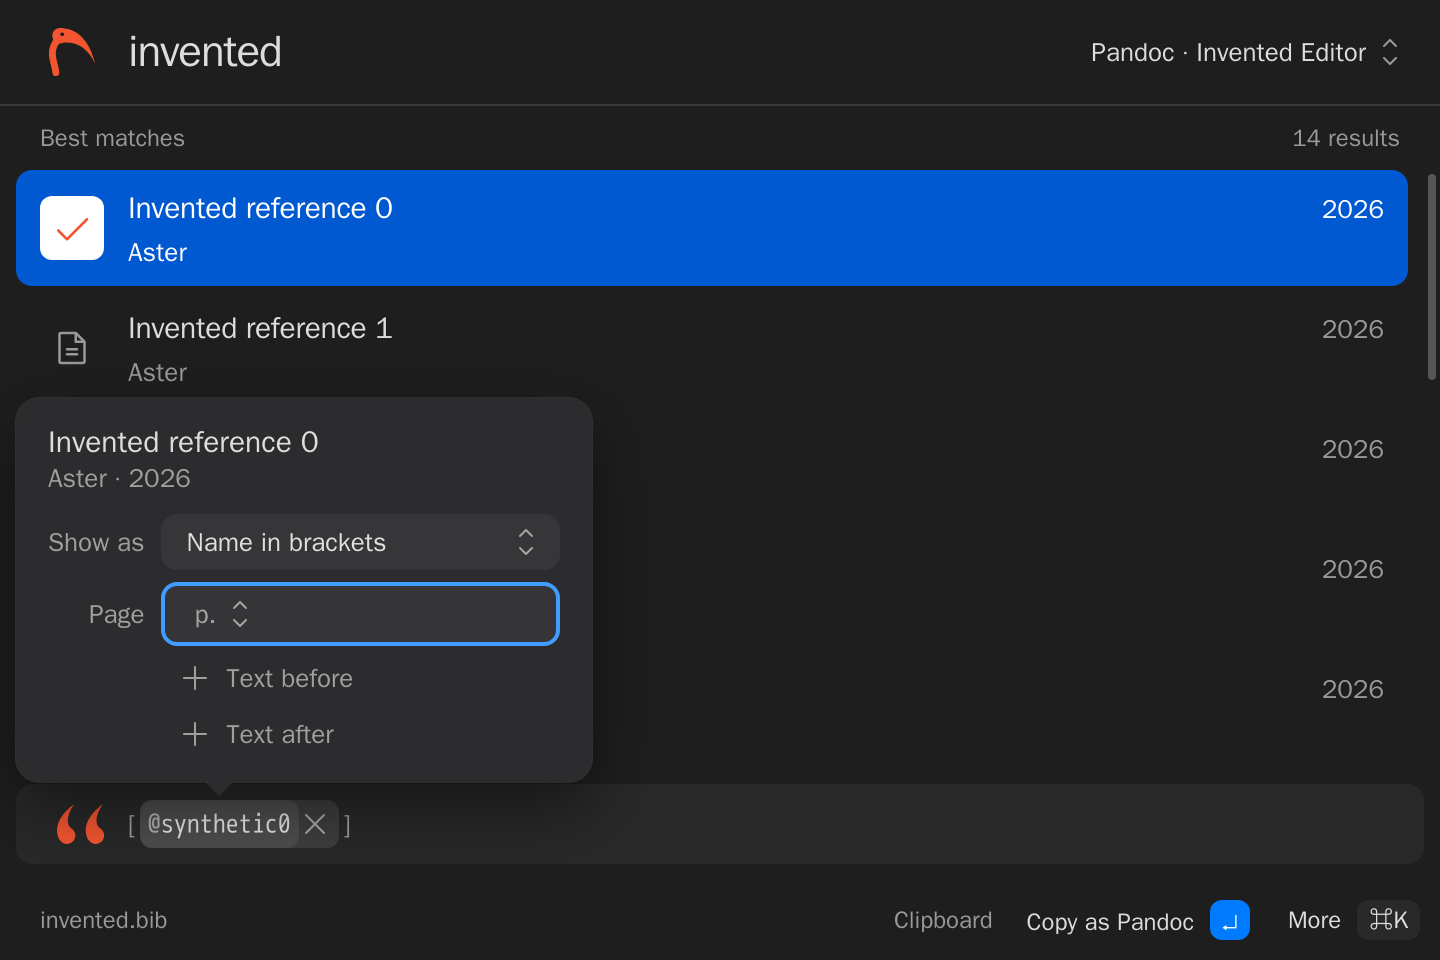 invented
Pandoc · Invented Editor
Best matches
14 results
Invented reference 0
2026
Aster
Invented reference 1
2026
Aster
2026
2026
2026
Invented reference 0
Aster · 2026
Show as
Name in brackets
Page
p.
Text before
Text after
[ @synthetic0 ]
invented.bib
Clipboard
Copy as Pandoc
More
⌘K